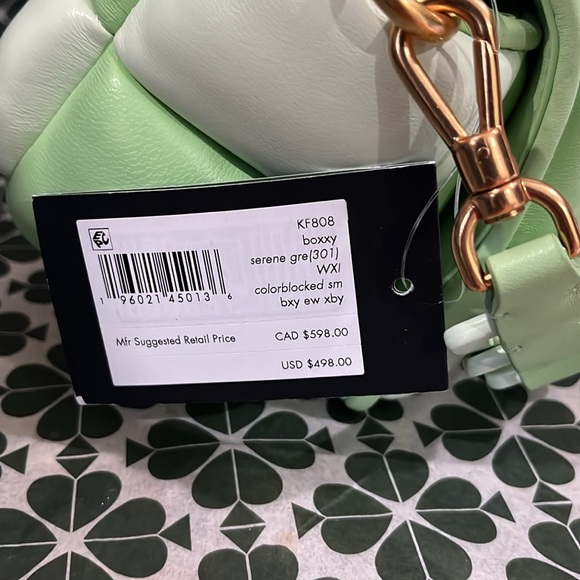 KF808
boxxy
serene gre(301)
WXI
colorblocked sm
bxy ew xby
1 96021 45013 6
Mfr Suggested Retail Price CAD $598.00
USD $498.00